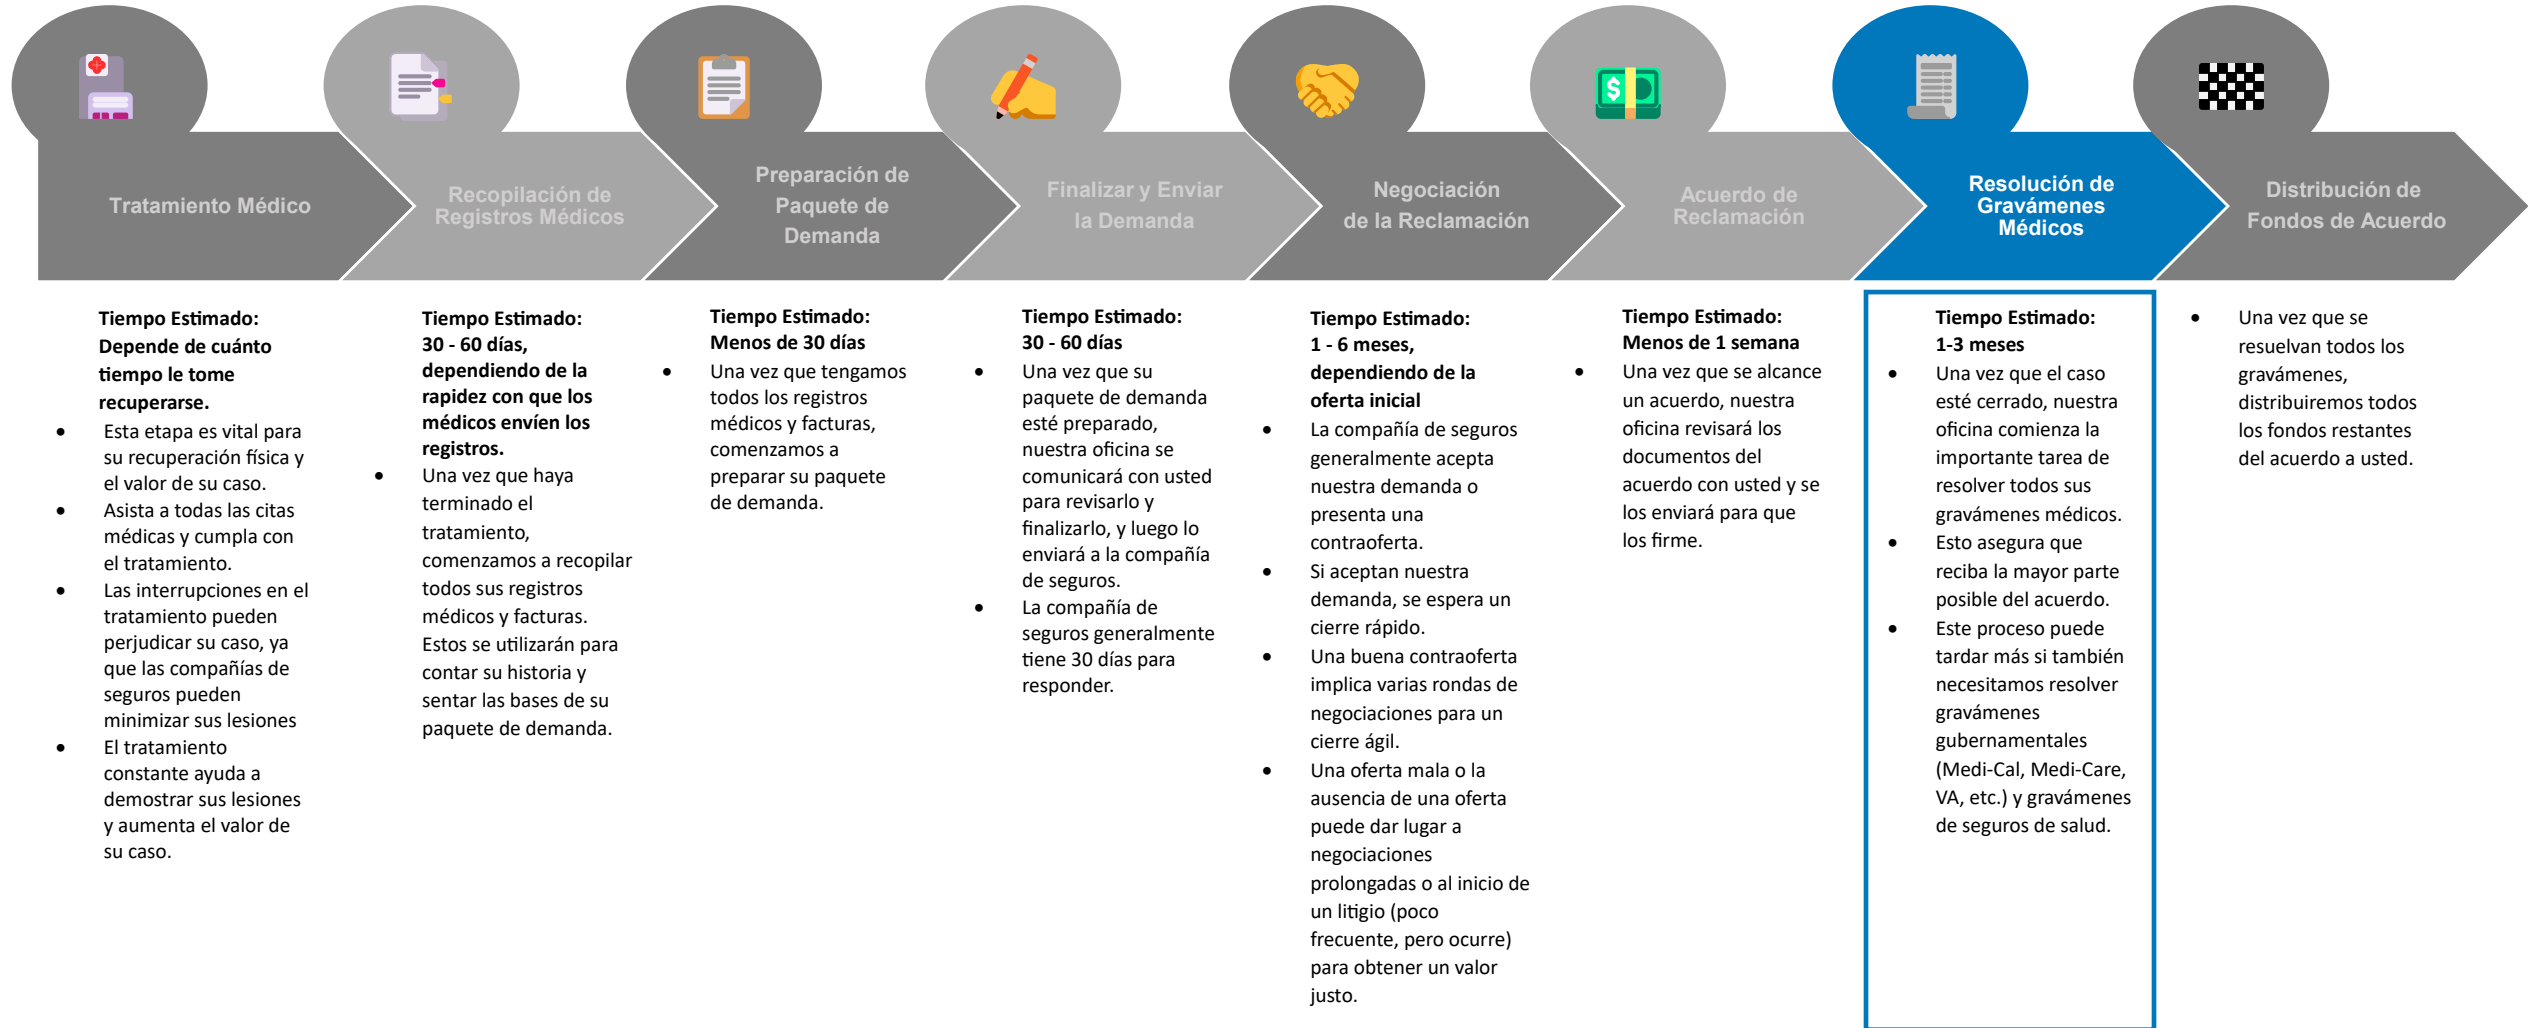 Tratamiento Médico
Recopilación de
Registros Médicos
Preparación de
Paquete de
Demanda
Finalizar y Enviar
la Demanda
Negociación
de la Reclamación
Acuerdo de
Reclamación
Resolución de
Gravámenes
Médicos
Distribución de
Fondos de Acuerdo
Tiempo Estimado:
Depende de cuánto
tiempo le tome
recuperarse.
• Esta etapa es vital para
su recuperación física y
el valor de su caso.
• Asista a todas las citas
médicas y cumpla con
el tratamiento.
• Las interrupciones en el
tratamiento pueden
perjudicar su caso, ya
que las compañías de
seguros pueden
minimizar sus lesiones
• El tratamiento
constante ayuda a
demostrar sus lesiones
y aumenta el valor de
su caso.
Tiempo Estimado:
30 - 60 días,
dependiendo de la
rapidez con que los
médicos envíen los
registros.
• Una vez que haya
terminado el
tratamiento,
comenzamos a recopilar
todos sus registros
médicos y facturas.
Estos se utilizarán para
contar su historia y
sentar las bases de su
paquete de demanda.
Tiempo Estimado:
Menos de 30 días
• Una vez que tengamos
todos los registros
médicos y facturas,
comenzamos a
preparar su paquete
de demanda.
Tiempo Estimado:
30 - 60 días
• Una vez que su
paquete de demanda
esté preparado,
nuestra oficina se
comunicará con usted
para revisarlo y
finalizarlo, y luego lo
enviará a la compañía
de seguros.
• La compañía de
seguros generalmente
tiene 30 días para
responder.
Tiempo Estimado:
1 - 6 meses,
dependiendo de la
oferta inicial
• La compañía de seguros
generalmente acepta
nuestra demanda o
presenta una
contraoferta.
• Si aceptan nuestra
demanda, se espera un
cierre rápido.
• Una buena contraoferta
implica varias rondas de
negociaciones para un
cierre ágil.
• Una oferta mala o la
ausencia de una oferta
puede dar lugar a
negociaciones
prolongadas o al inicio de
un litigio (poco
frecuente, pero ocurre)
para obtener un valor
justo.
Tiempo Estimado:
Menos de 1 semana
• Una vez que se alcance
un acuerdo, nuestra
oficina revisará los
documentos del
acuerdo con usted y se
los enviará para que
los firme.
Tiempo Estimado:
1-3 meses
• Una vez que el caso
esté cerrado, nuestra
oficina comienza la
importante tarea de
resolver todos sus
gravámenes médicos.
• Esto asegura que
reciba la mayor parte
posible del acuerdo.
• Este proceso puede
tardar más si también
necesitamos resolver
gravámenes
gubernamentales
(Medi-Cal, Medi-Care,
VA, etc.) y gravámenes
de seguros de salud.
• Una vez que se
resuelvan todos los
gravámenes,
distribuiremos todos
los fondos restantes
del acuerdo a usted.